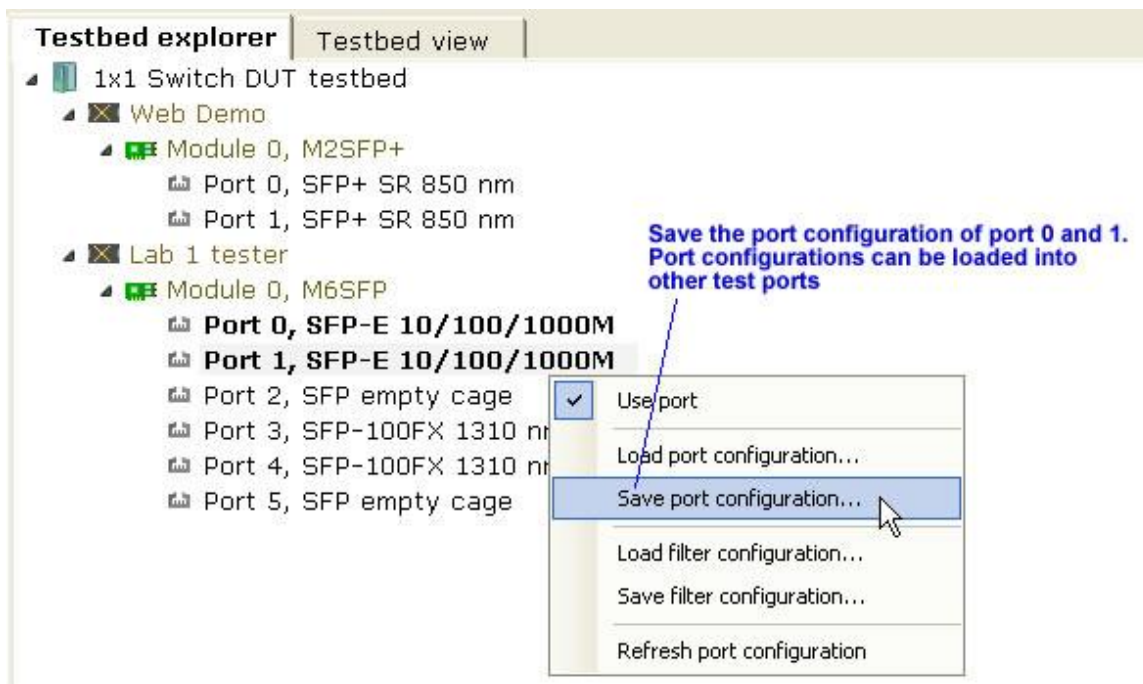 Testbed explorer
Testbed view
1x1 Switch DUT testbed
Web Demo
Module 0, M2SFP+
Port 0, SFP+ SR 850 nm
Port 1, SFP+ SR 850 nm
Lab 1 tester
Module 0, M6SFP
Port 0, SFP-E 10/100/1000M
Port 1, SFP-E 10/100/1000M
Port 2, SFP empty cage
Port 3, SFP-100FX 1310
Port 4, SFP-100FX 1310
Port 5, SFP empty cage
Save the port configuration of port 0 and 1.
Port configurations can be loaded into
other test ports
Use port
Load port configuration...
Save port configuration...
Load filter configuration...
Save filter configuration...
Refresh port configuration